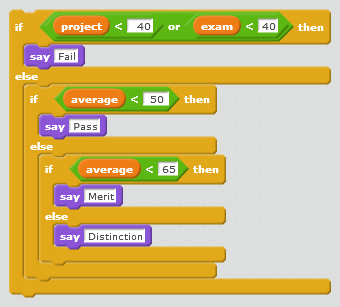 if project < 40 or exam < 40 then
say Fail
else
if average < 50 then
say Pass
else
if average < 65 then
say Merit
else
say Distinction